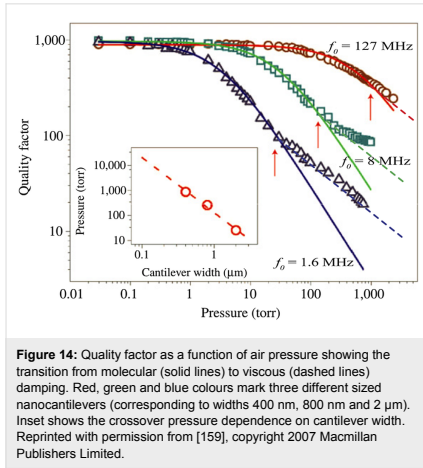 1,000
100
10
Quality factor
f₀ = 127 MHz
f₀ = 8 MHz
f₀ = 1.6 MHz
10,000
1,000
100
10
Pressure (torr)
0.1 1
Cantilever width (μm)
0.01 0.1 1 10 100 1,000
Pressure (torr)
Figure 14: Quality factor as a function of air pressure showing the
transition from molecular (solid lines) to viscous (dashed lines)
damping. Red, green and blue colours mark three different sized
nanocantilevers (corresponding to widths 400 nm, 800 nm and 2 μm).
Inset shows the crossover pressure dependence on cantilever width.
Reprinted with permission from [159], copyright 2007 Macmillan
Publishers Limited.